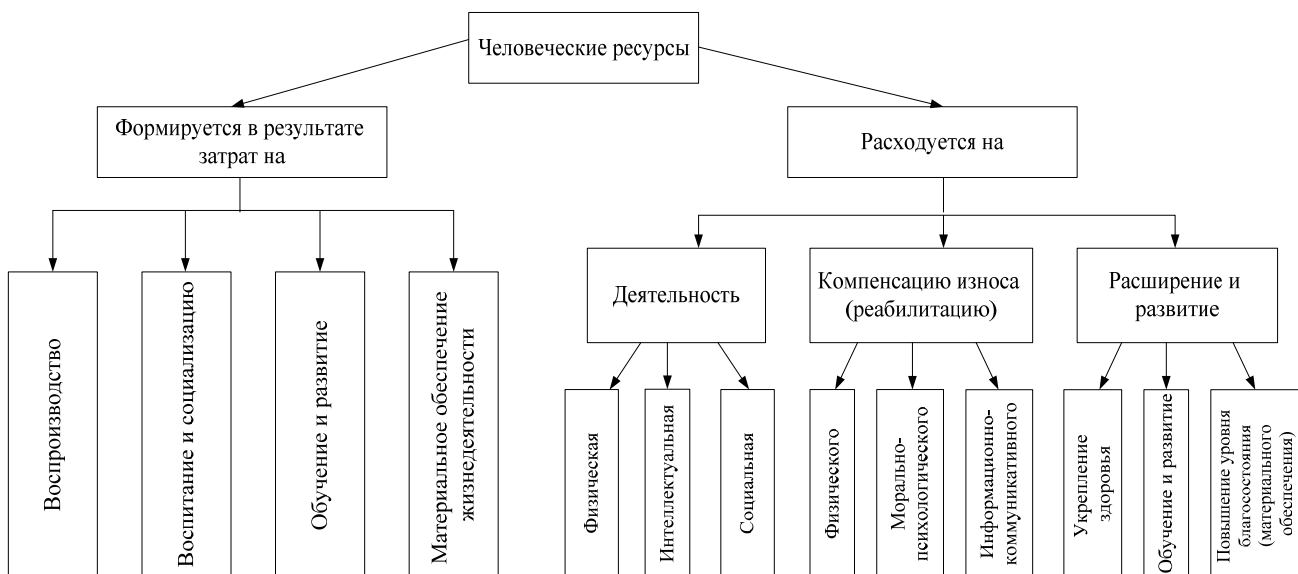 Человеческие ресурсы
Формируется в результате
затрат на
Расходуется на
Воспроизводство
Воспитание и социализацию
Обучение и развитие
Материальное обеспечение
жизнедеятельности
Деятельность
Компенсацию износа
(реабилитацию)
Расширение и
развитие
Физическая
Интеллектуальная
Социальная
Физического
Морально-
психологического
Информационно-
коммуникативного
Укрепление
здоровья
Обучение и развитие
Повышение уровня
благосостояния
(материального
обеспечения)